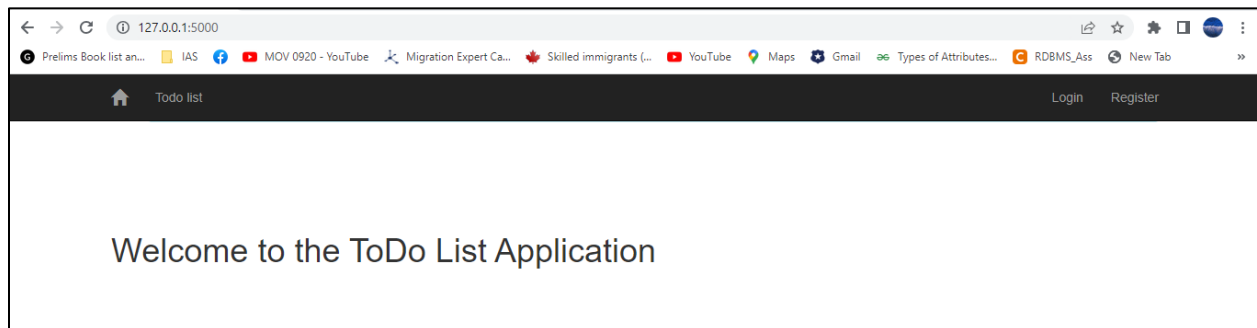 127.0.0.1:5000
Prelims Book list an... IAS MOV 0920 - YouTube Migration Expert Ca... Skilled immigrants (... YouTube Maps Gmail Types of Attributes... RDBMS_Ass New Tab »
Todo list Login Register
Welcome to the ToDo List Application